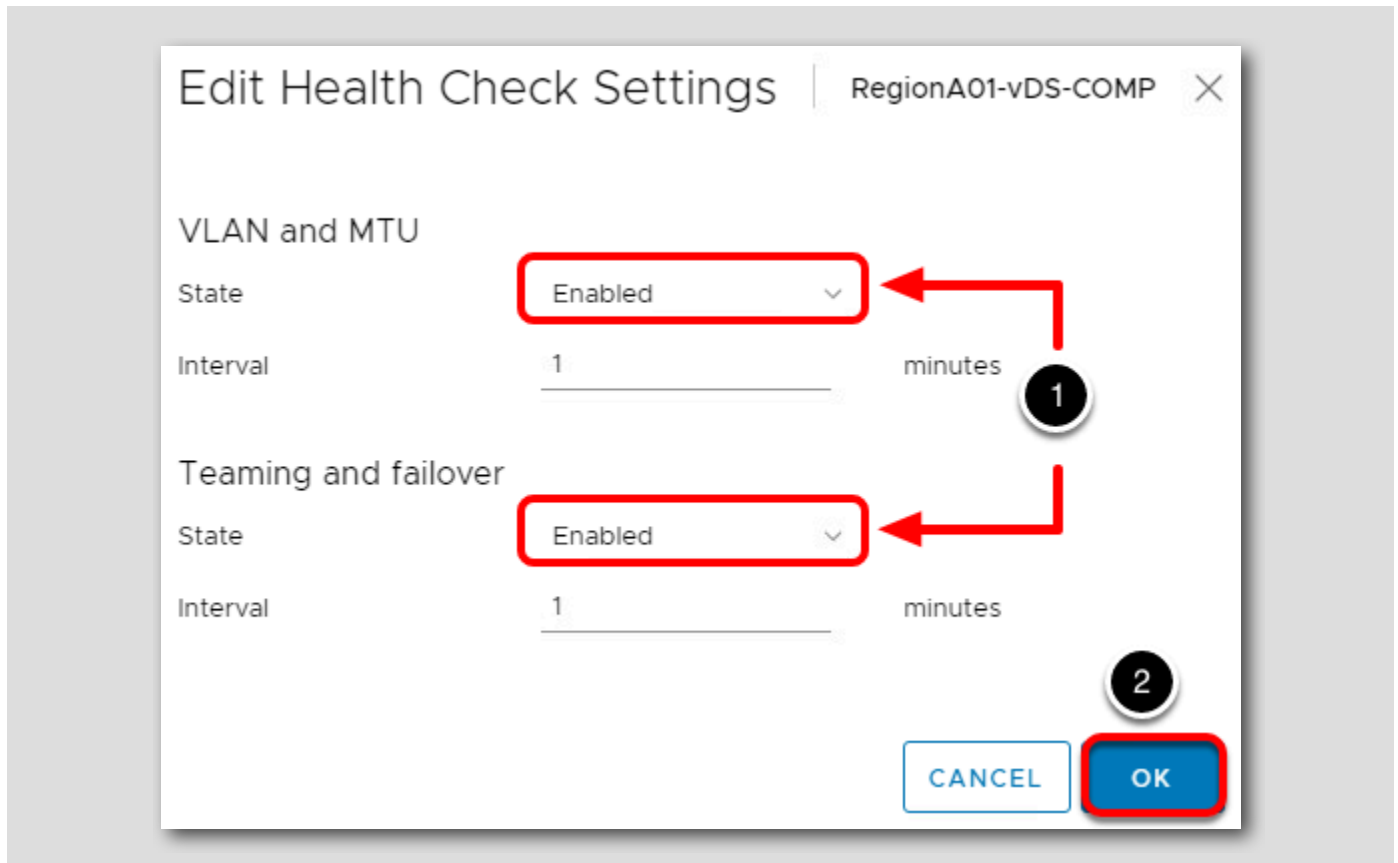 Edit Health Check Settings RegionA01-vDS-COMP
VLAN and MTU
State Enabled
Interval 1 minutes
1
Teaming and failover
State Enabled
Interval 1 minutes
2
CANCEL OK